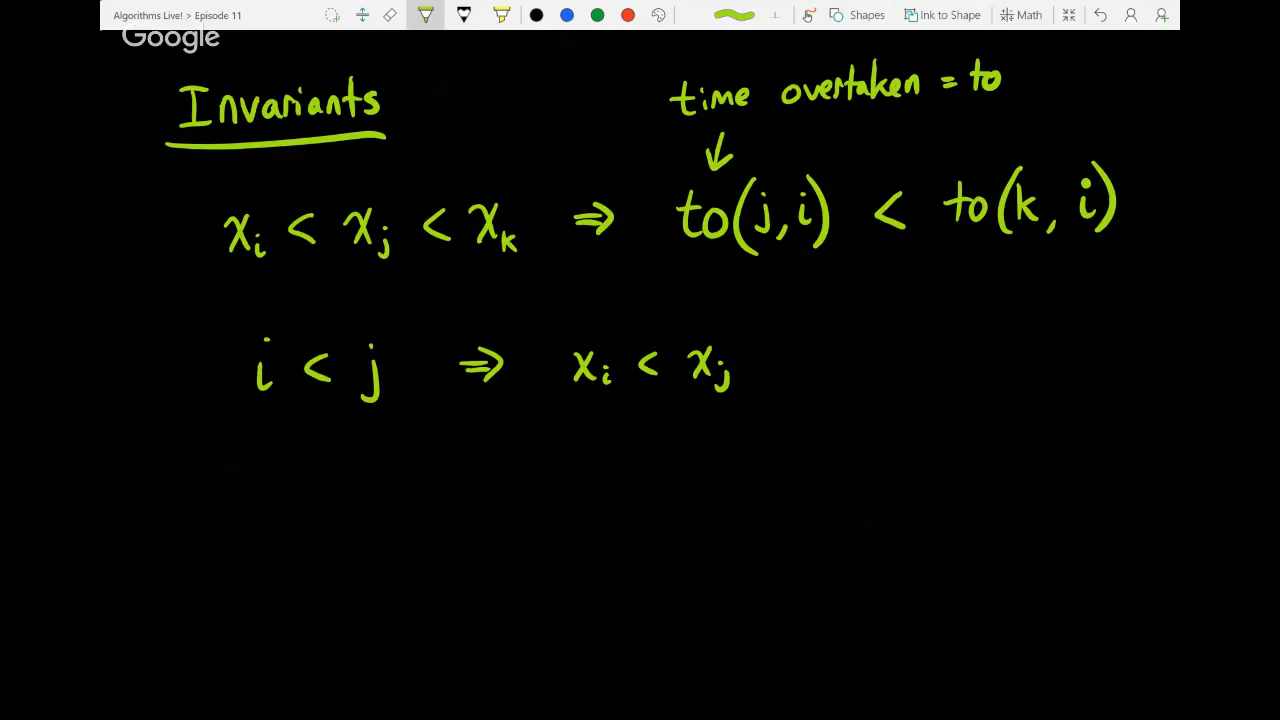 Algorithms Live! > Episode 11
Shapes
Ink to Shape
Math
Google
Invariants
time overtaken = to
↓
xᵢ < xⱼ < xₖ ⇒ to(j, i) < to(k, i)
i < j ⇒ xᵢ < xⱼ